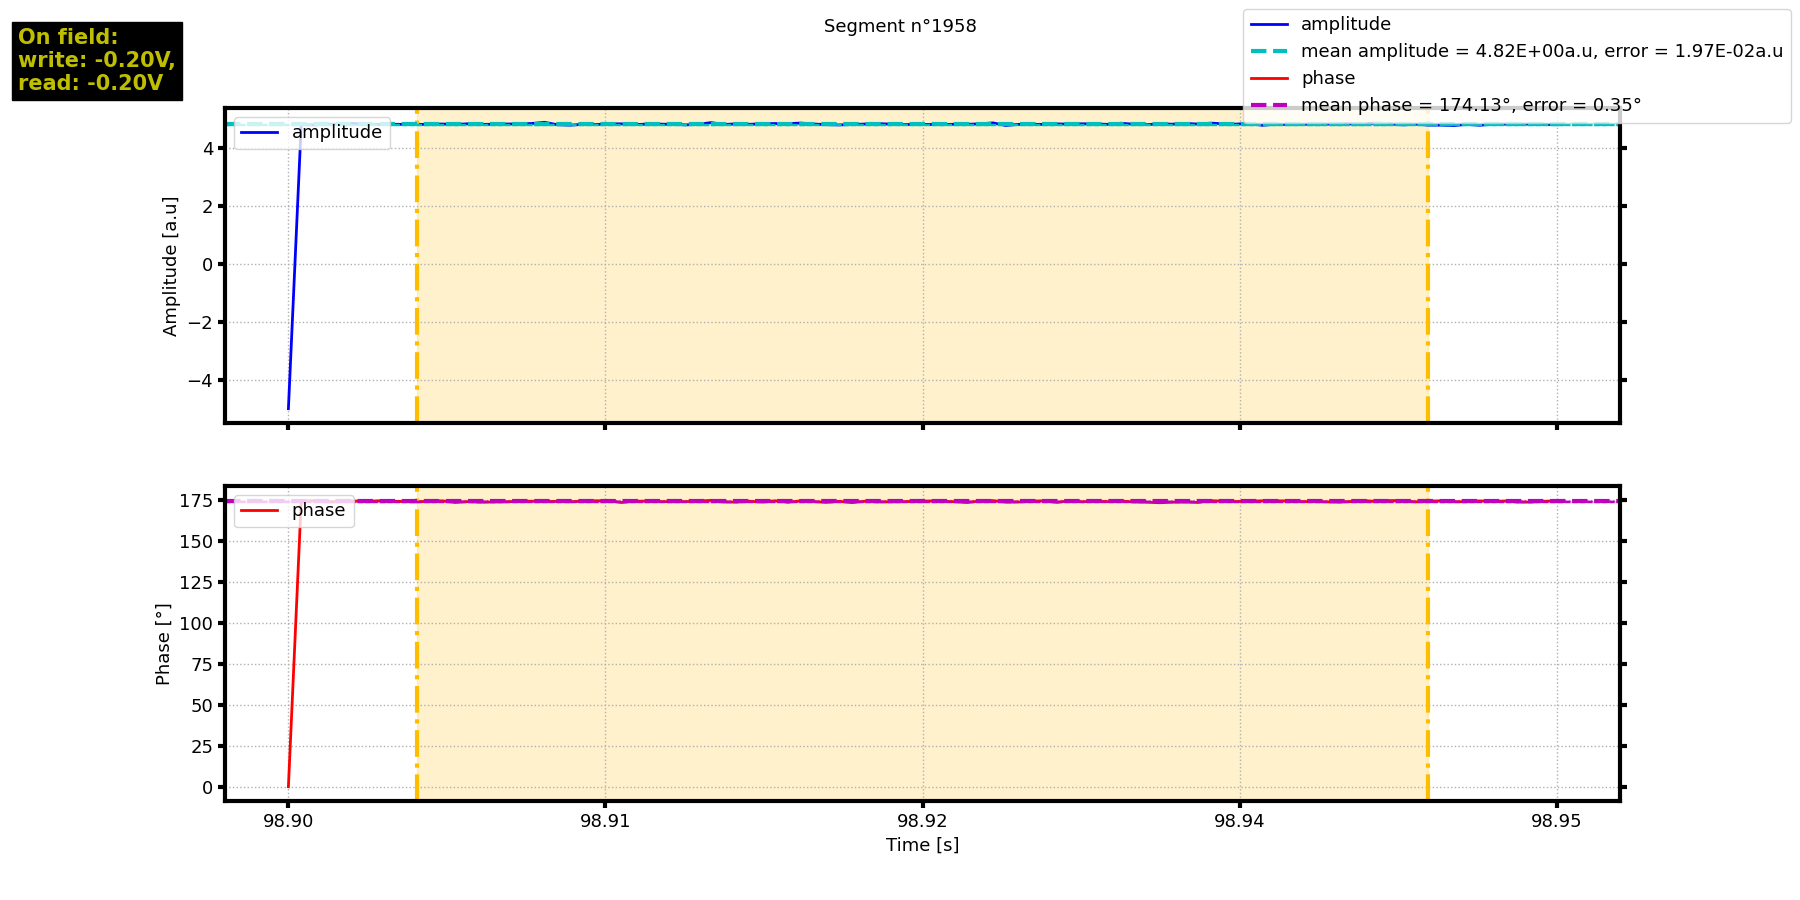 Segment n°1958
On field:
write: -0.20V,
read: -0.20V
amplitude
mean amplitude = 4.82E+00a.u, error = 1.97E-02a.u
phase
mean phase = 174.13°, error = 0.35°
amplitude
4
2
0
−2
−4
Amplitude [a.u]
phase
175
150
125
100
75
50
25
0
Phase [°]
98.90
98.91
98.92
98.94
98.95
Time [s]